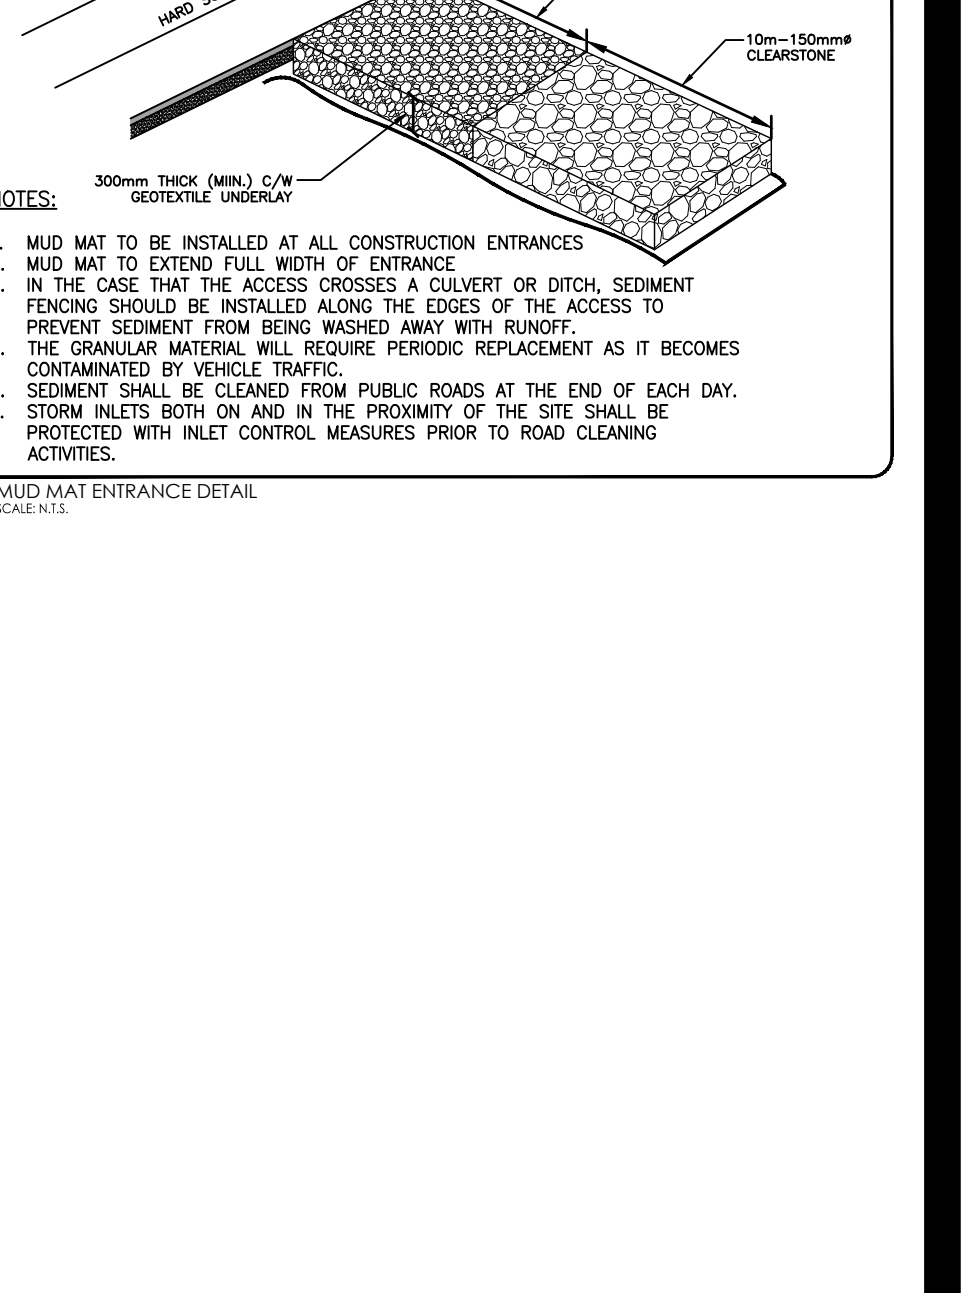 HARD
10m-150mmø
CLEARSTONE
300mm THICK (MIIN.) C/W
GEOTEXTILE UNDERLAY
OTES:
. MUD MAT TO BE INSTALLED AT ALL CONSTRUCTION ENTRANCES
. MUD MAT TO EXTEND FULL WIDTH OF ENTRANCE
. IN THE CASE THAT THE ACCESS CROSSES A CULVERT OR DITCH, SEDIMENT
FENCING SHOULD BE INSTALLED ALONG THE EDGES OF THE ACCESS TO
PREVENT SEDIMENT FROM BEING WASHED AWAY WITH RUNOFF.
. THE GRANULAR MATERIAL WILL REQUIRE PERIODIC REPLACEMENT AS IT BECOMES
CONTAMINATED BY VEHICLE TRAFFIC.
. SEDIMENT SHALL BE CLEANED FROM PUBLIC ROADS AT THE END OF EACH DAY.
. STORM INLETS BOTH ON AND IN THE PROXIMITY OF THE SITE SHALL BE
PROTECTED WITH INLET CONTROL MEASURES PRIOR TO ROAD CLEANING
ACTIVITIES.
MUD MAT ENTRANCE DETAIL
SCALE: N.T.S.